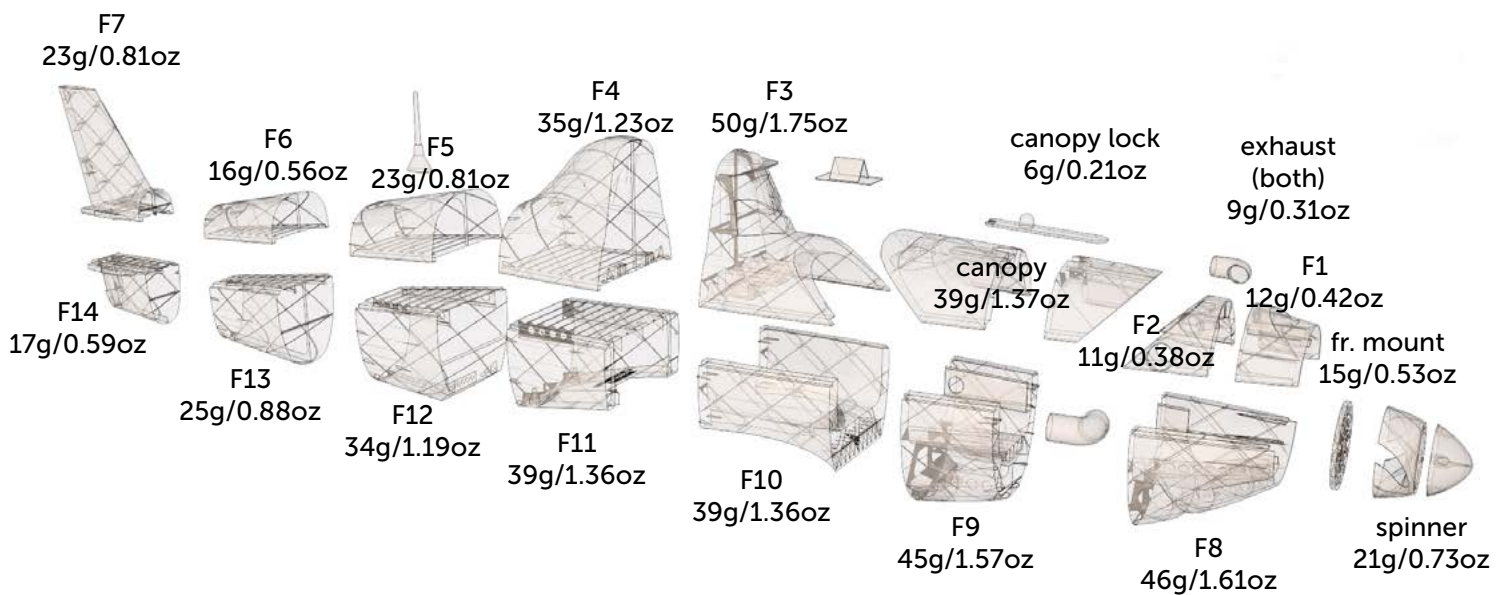 F7
23g/0.81oz
F6
16g/0.56oz
F5
23g/0.81oz
F4
35g/1.23oz
F3
50g/1.75oz
canopy lock
6g/0.21oz
exhaust
(both)
9g/0.31oz
canopy
39g/1.37oz
F2
11g/0.38oz
F1
12g/0.42oz
fr. mount
15g/0.53oz
F14
17g/0.59oz
F13
25g/0.88oz
F12
34g/1.19oz
F11
39g/1.36oz
F10
39g/1.36oz
F9
45g/1.57oz
F8
46g/1.61oz
spinner
21g/0.73oz